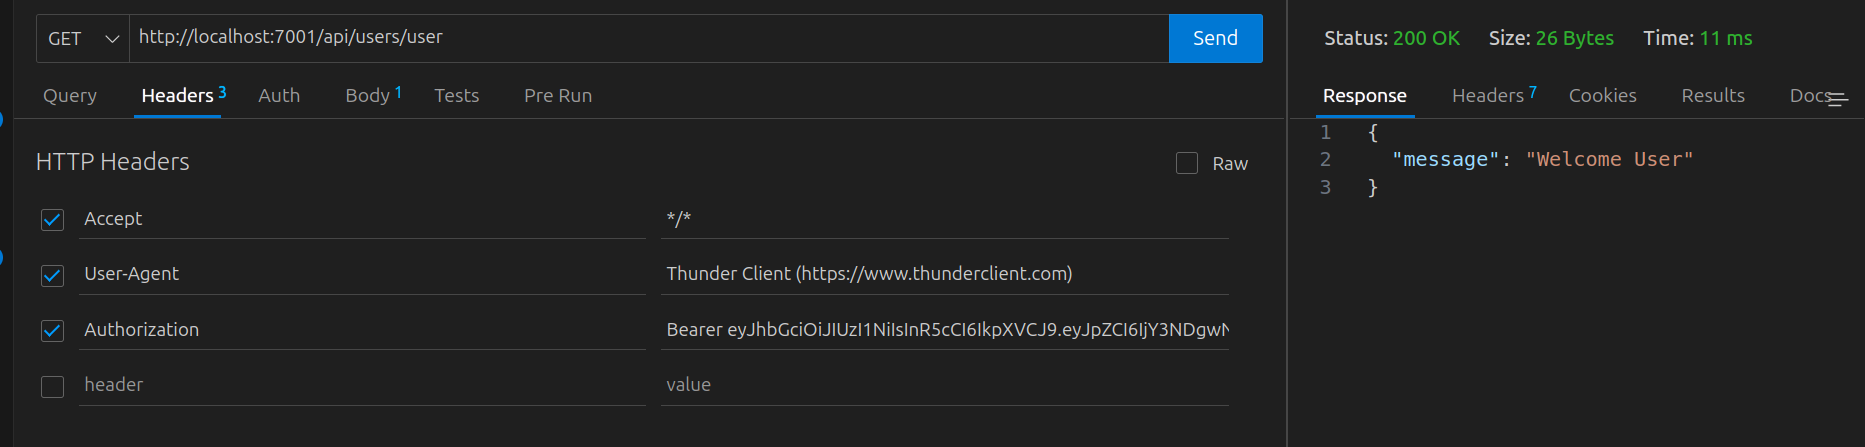 GET http://localhost:7001/api/users/user Send
Query Headers 3 Auth Body 1 Tests Pre Run
HTTP Headers Raw
Accept */*
User-Agent Thunder Client (https://www.thunderclient.com)
Authorization Bearer eyJhbGciOiJIUzI1NiIsInR5cCI6IkpXVCJ9.eyJpZCI6IjY3NDgwN
header value
Status: 200 OK Size: 26 Bytes Time: 11 ms
Response Headers 7 Cookies Results Docs
1 {
2 "message": "Welcome User"
3 }